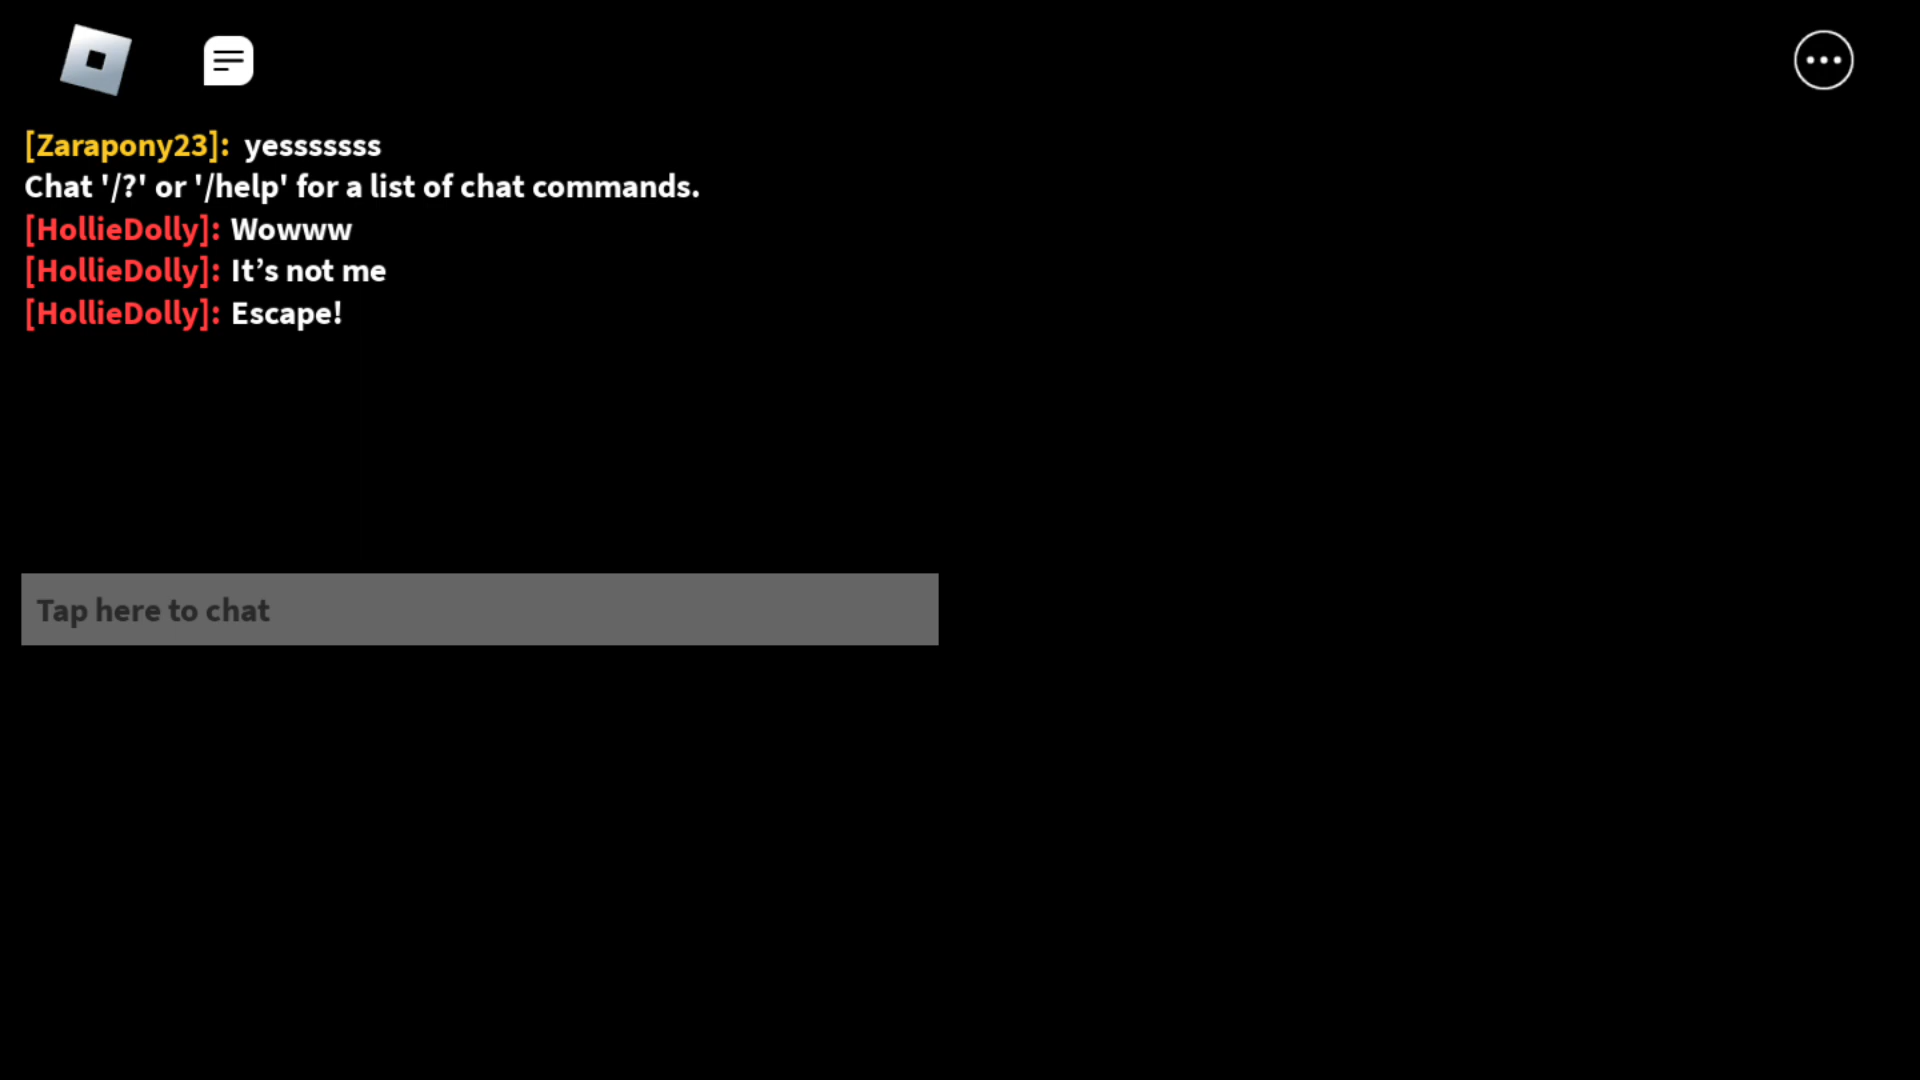 [Zarapony23]: yesssssss
Chat '/?' or '/help' for a list of chat commands.
[HollieDolly]: Wowww
[HollieDolly]: It’s not me
[HollieDolly]: Escape!
Tap here to chat